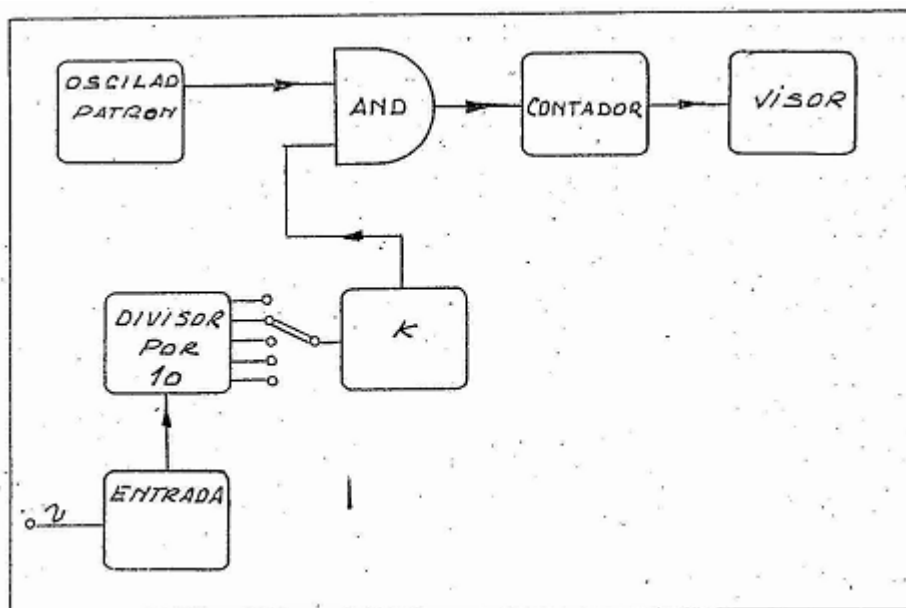 OSCILAD
PATRON
AND
CONTADOR
VISOR
DIVISOR
POR
10
K
ENTRADA